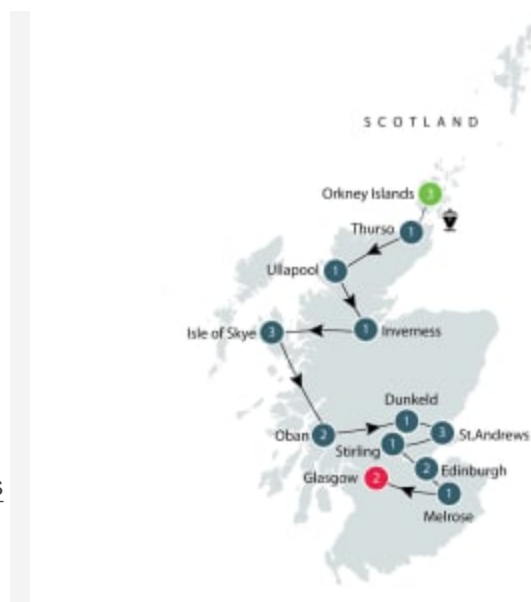 SCOTLAND
Orkney Islands 3
Thurso 1
Ullapool 1
Isle of Skye 3
1 Inverness
Dunkeld
1
Oban 2
3 St.Andrews
Stirling 1
2 Edinburgh
Glasgow 2
1
Melrose
s